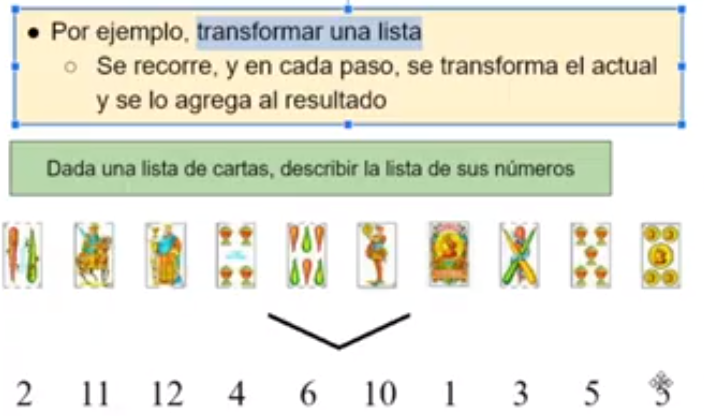 ● Por ejemplo, transformar una lista
○ Se recorre, y en cada paso, se transforma el actual
y se lo agrega al resultado
Dada una lista de cartas, describir la lista de sus números
2 11 12 4 6 10 1 3 5 5